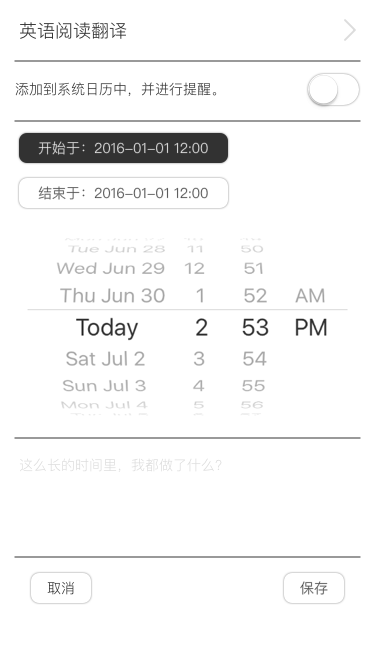 英语阅读翻译
添加到系统日历中，并进行提醒。
开始于：2016-01-01 12:00
结束于：2016-01-01 12:00
Tue Jun 28 11 50
Wed Jun 29 12 51
Thu Jun 30 1 52 AM
Today 2 53 PM
Sat Jul 2 3 54
Sun Jul 3 4 55
Mon Jul 4 5 56
这么长的时间里，我都做了什么？
取消 保存